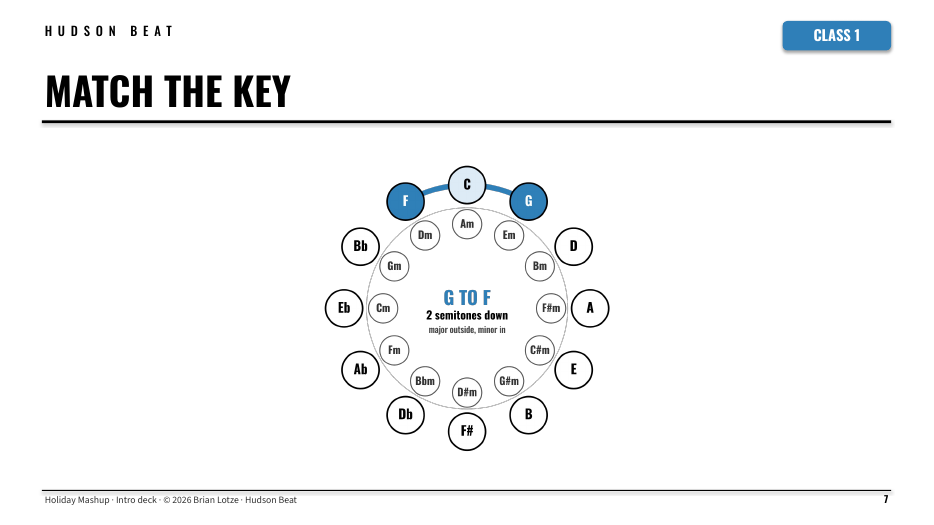 HUDSON BEAT
CLASS 1
MATCH THE KEY
C
F
G
Am
Dm
Em
Bb
D
Gm
Bm
G TO F
Eb
Cm
F#m
A
2 semitones down
major outside, minor in
Fm
C#m
Ab
E
Bbm
G#m
D#m
Db
B
F#
Holiday Mashup · Intro deck · © 2026 Brian Lotze · Hudson Beat
7